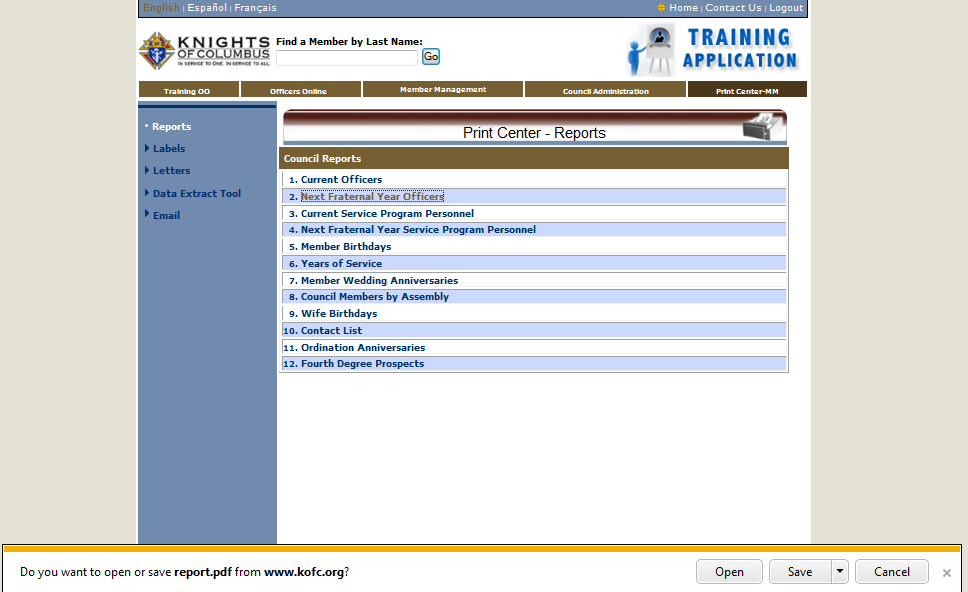 English | Español | Français
Home | Contact Us | Logout
KNIGHTS
OF COLUMBUS
IN SERVICE TO ONE. IN SERVICE TO ALL.
Find a Member by Last Name:
Go
TRAINING
APPLICATION
Training OO
Officers Online
Member Management
Council Administration
Print Center-MM
Reports
Labels
Letters
Data Extract Tool
Email
Print Center - Reports
Council Reports
1. Current Officers
2. Next Fraternal Year Officers
3. Current Service Program Personnel
4. Next Fraternal Year Service Program Personnel
5. Member Birthdays
6. Years of Service
7. Member Wedding Anniversaries
8. Council Members by Assembly
9. Wife Birthdays
10. Contact List
11. Ordination Anniversaries
12. Fourth Degree Prospects
Do you want to open or save report.pdf from www.kofc.org?
Open
Save
Cancel